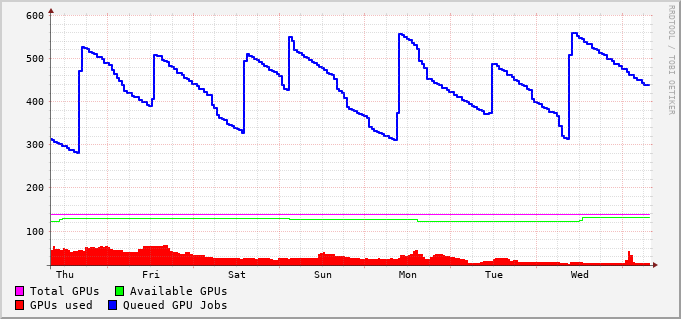 600
500
400
300
200
100
Thu Fri Sat Sun Mon Tue Wed
Total GPUs Available GPUs
GPUs used Queued GPU Jobs
RRDTOOL / TOBI OETIKER